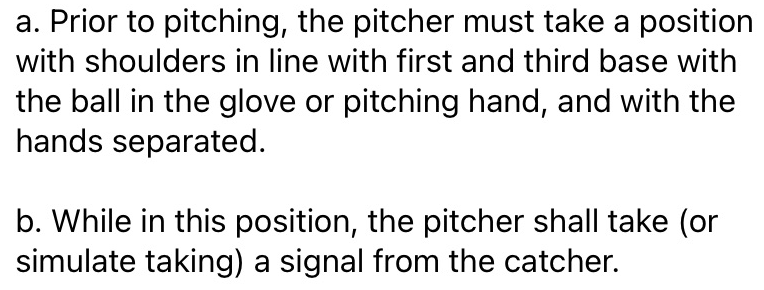 a. Prior to pitching, the pitcher must take a position
with shoulders in line with first and third base with
the ball in the glove or pitching hand, and with the
hands separated.
b. While in this position, the pitcher shall take (or
simulate taking) a signal from the catcher.